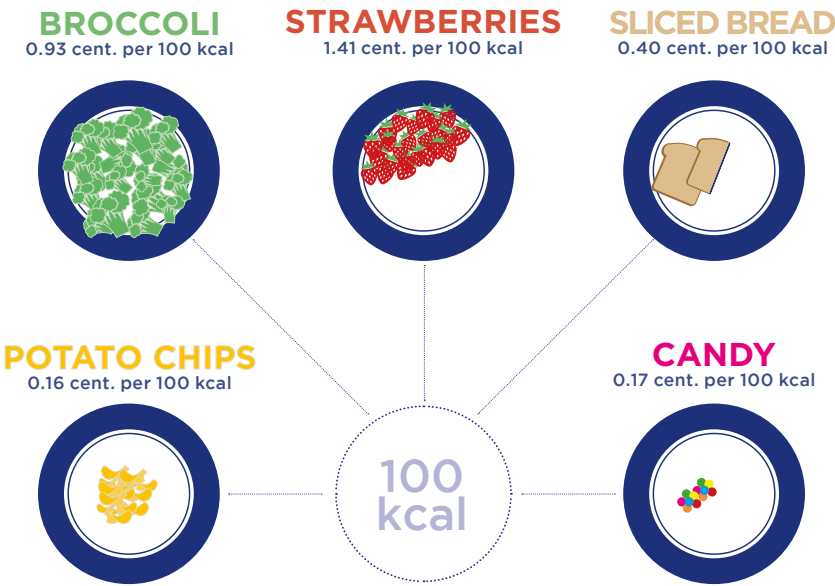 BROCCOLI
0.93 cent. per 100 kcal
STRAWBERRIES
1.41 cent. per 100 kcal
SLICED BREAD
0.40 cent. per 100 kcal
POTATO CHIPS
0.16 cent. per 100 kcal
CANDY
0.17 cent. per 100 kcal
100
kcal